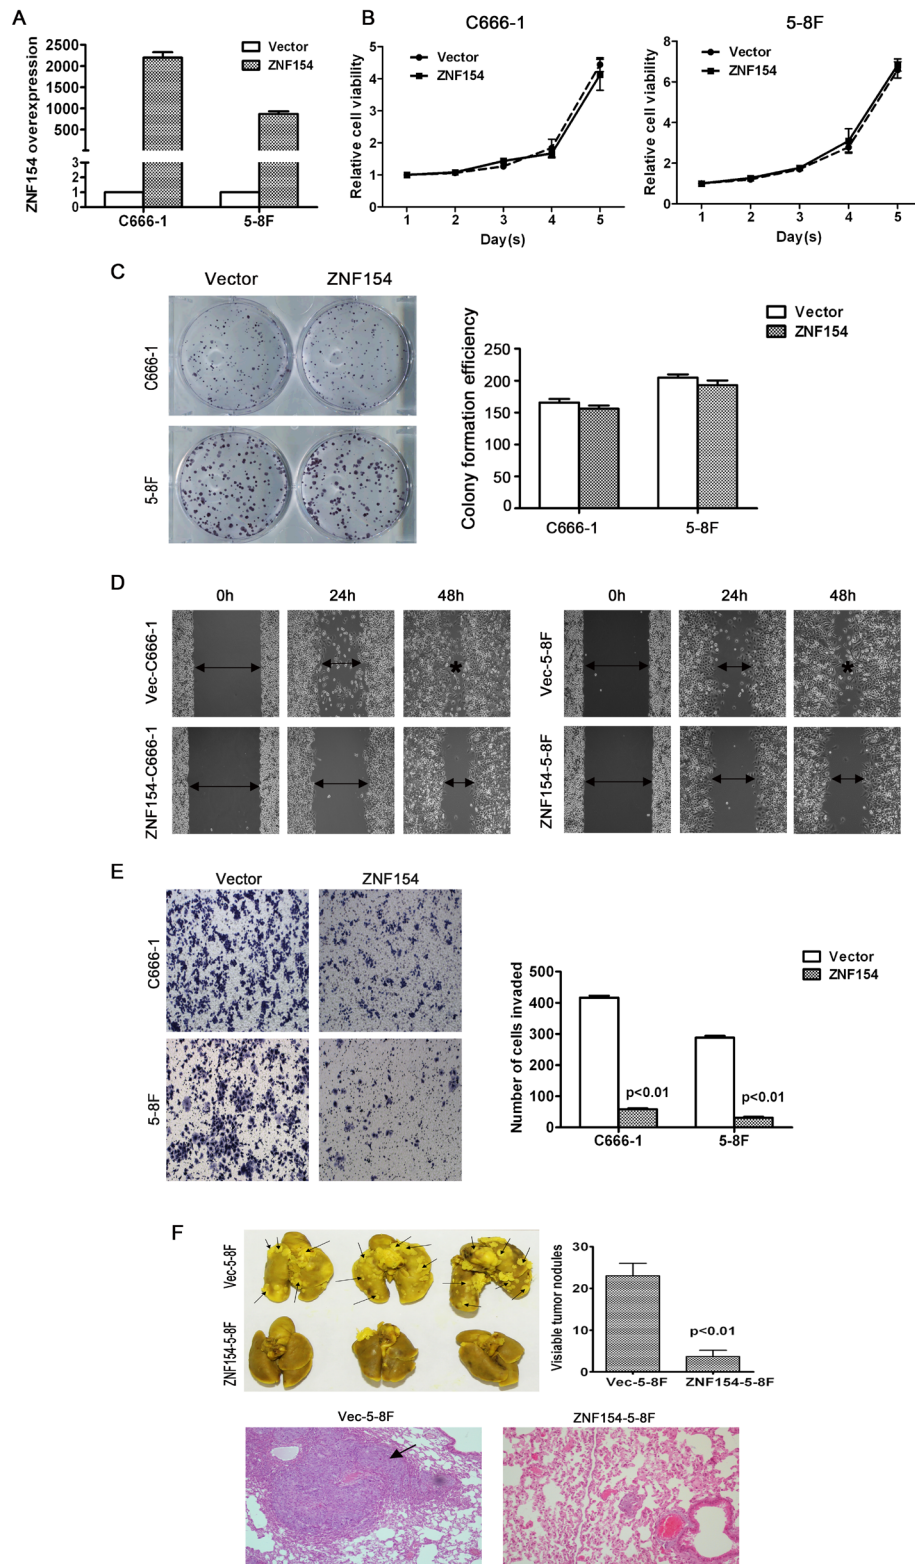 A
ZNF154 overexpression
2500
2000
1500
1000
500
3
2
1
0
Vector
ZNF154
C666-1
5-8F
B
C666-1
Relative cell viability
5
4
3
2
1
0
Vector
ZNF154
1 2 3 4 5
Day(s)
5-8F
Relative cell viability
8
6
4
2
0
Vector
ZNF154
1 2 3 4 5
Day(s)
C
Vector ZNF154
C666-1
5-8F
Colony formation efficiency
250
200
150
100
50
0
Vector
ZNF154
C666-1 5-8F
D
0h 24h 48h
Vec-C666-1
*
ZNF154-C666-1
0h 24h 48h
Vec-5-8F
*
ZNF154-5-8F
E
Vector ZNF154
C666-1
5-8F
Number of cells invaded
500
400
300
200
100
0
Vector
ZNF154
p<0.01
p<0.01
C666-1 5-8F
F
Vec-5-8F
ZNF154-5-8F
Visiable tumor nodules
30
20
10
0
p<0.01
Vec-5-8F ZNF154-5-8F
Vec-5-8F
ZNF154-5-8F